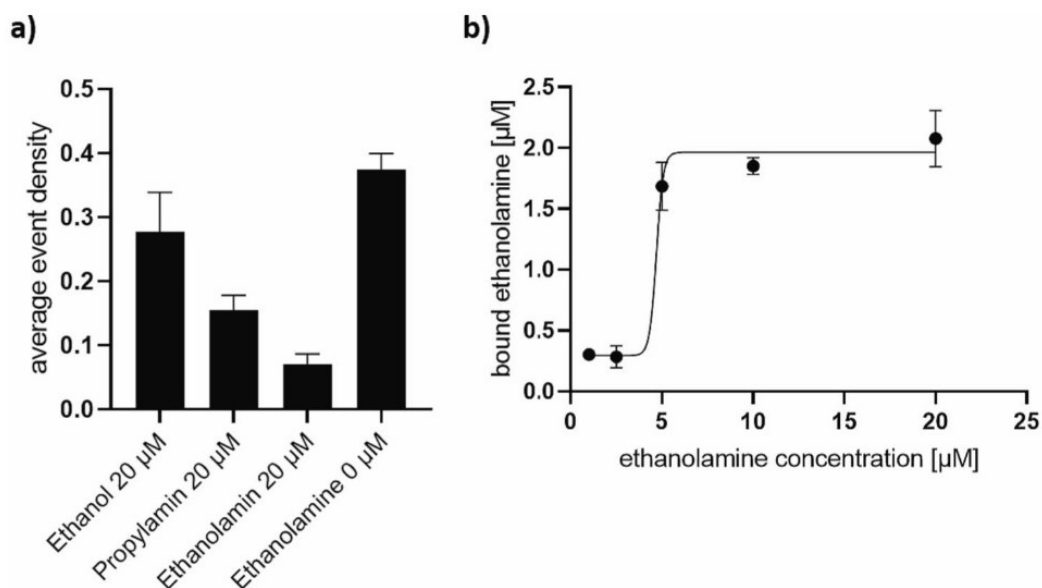 a)
average event density
0.5
0.4
0.3
0.2
0.1
0.0
Ethanol 20 µM
Propylamin 20 µM
Ethanolamin 20 µM
Ethanolamine 0 µM
b)
bound ethanolamine [µM]
2.5
2.0
1.5
1.0
0.5
0.0
0 5 10 15 20 25
ethanolamine concentration [µM]